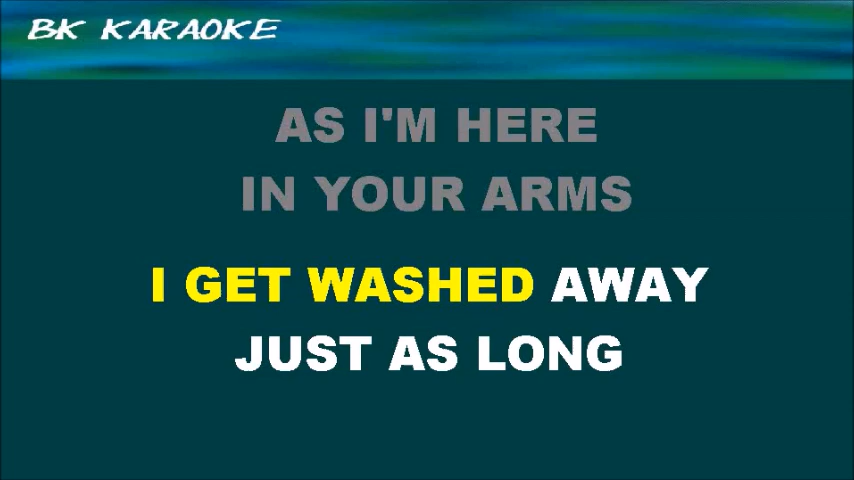 BK KARAOKE
AS I'M HERE
IN YOUR ARMS
I GET WASHED AWAY
JUST AS LONG